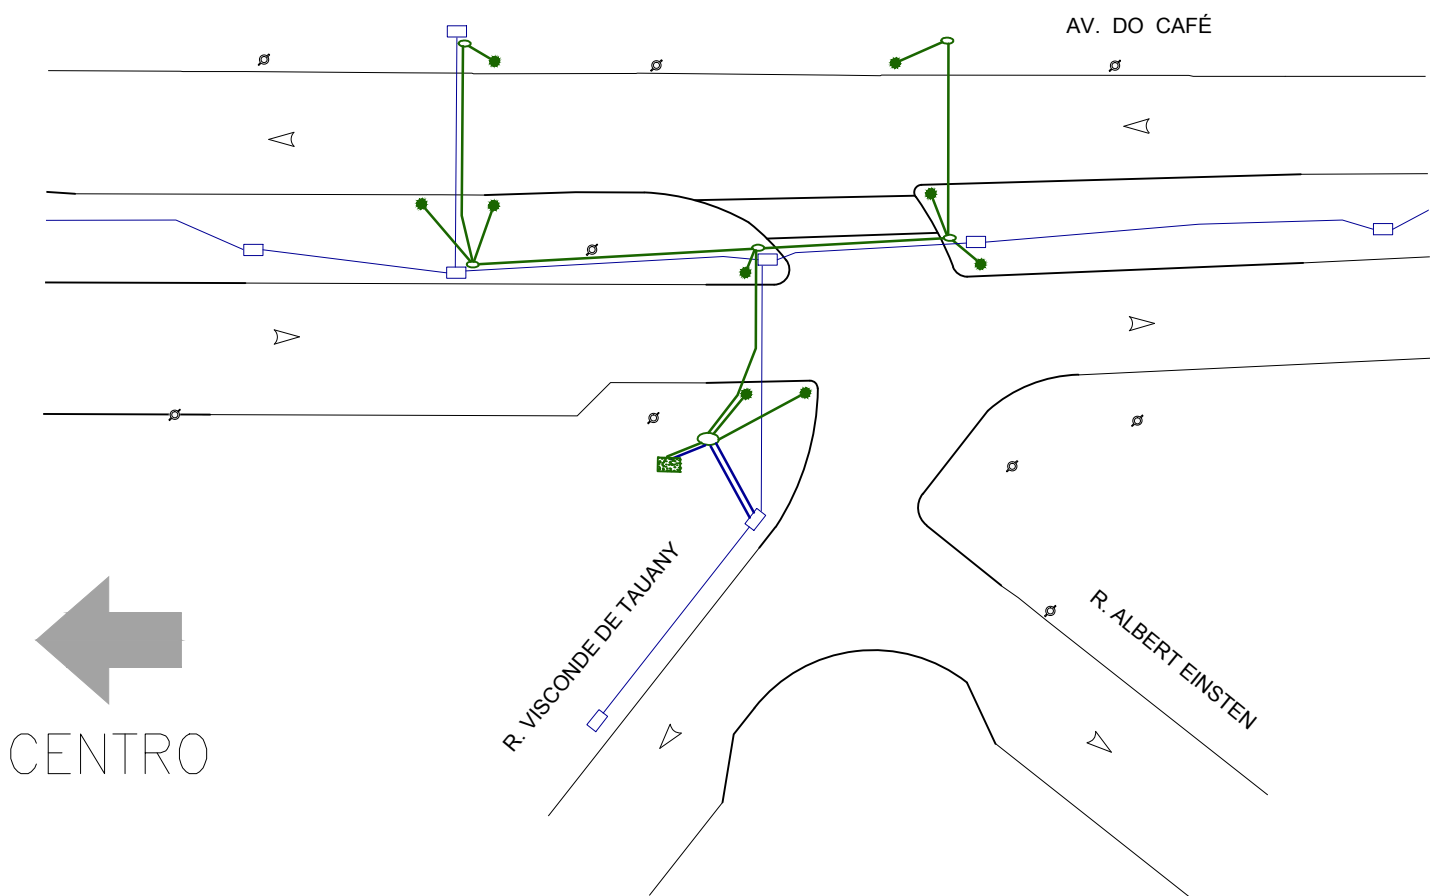 AV. DO CAFÉ
R. VISCONDE DE TAUANY
R. ALBERT EINSTEN
CENTRO